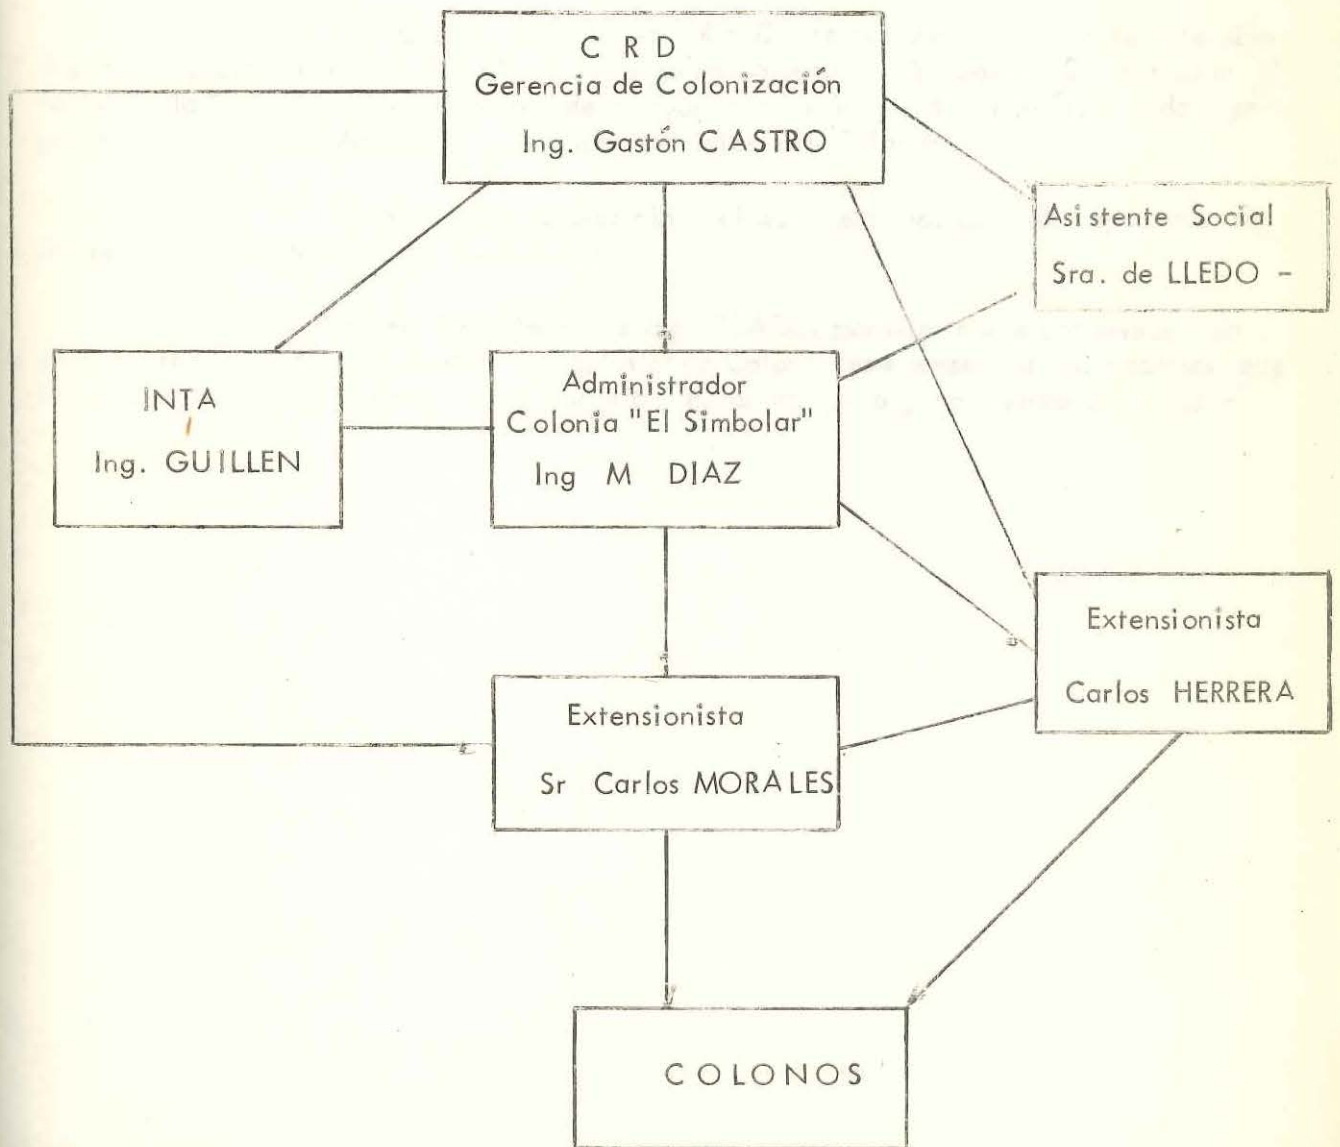 C R D
Gerencia de Colonización
Ing. Gastón CASTRO
Asistente Social
Sra. de LLEDO -
INTA
Ing. GUILLEN
Administrador
Colonia "El Simbolar"
Ing M DIAZ
Extensionista
Carlos HERRERA
Extensionista
Sr Carlos MORALES
COLONOS